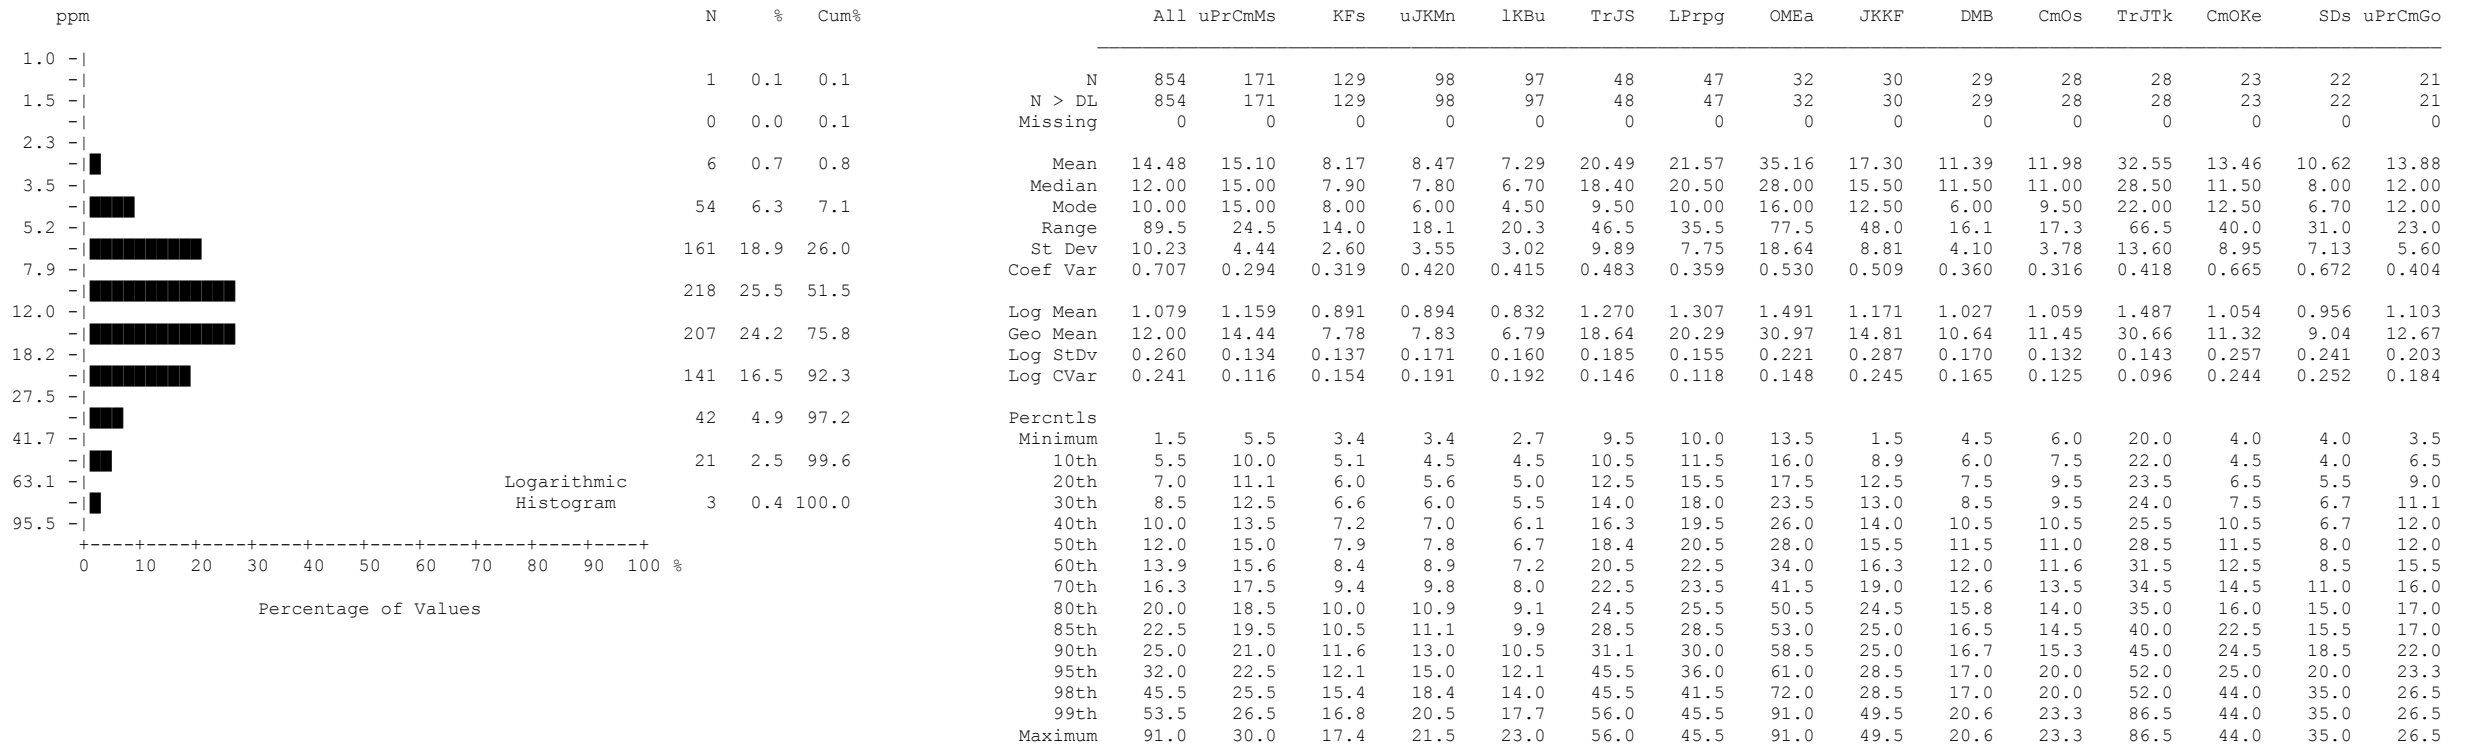 ppm N % Cum% All uPrCmMs KFs uJKMn lKBu TrJS LPrpg OMEa JKKF DMB CmOs TrJTk CmOKe SDs uPrCmGo
1.0 -|
-| 1 0.1 0.1 N 854 171 129 98 97 48 47 32 30 29 28 28 23 22 21
1.5 -| N > DL 854 171 129 98 97 48 47 32 30 29 28 28 23 22 21
-| 0 0.0 0.1 Missing 0 0 0 0 0 0 0 0 0 0 0 0 0 0 0
2.3 -|
-| 6 0.7 0.8 Mean 14.48 15.10 8.17 8.47 7.29 20.49 21.57 35.16 17.30 11.39 11.98 32.55 13.46 10.62 13.88
3.5 -| Median 12.00 15.00 7.90 7.80 6.70 18.40 20.50 28.00 15.50 11.50 11.00 28.50 11.50 8.00 12.00
-| 54 6.3 7.1 Mode 10.00 15.00 8.00 6.00 4.50 9.50 10.00 16.00 12.50 6.00 9.50 22.00 12.50 6.70 12.00
5.2 -| Range 89.5 24.5 14.0 18.1 20.3 46.5 35.5 77.5 48.0 16.1 17.3 66.5 40.0 31.0 23.0
-| 161 18.9 26.0 St Dev 10.23 4.44 2.60 3.55 3.02 9.89 7.75 18.64 8.81 4.10 3.78 13.60 8.95 7.13 5.60
7.9 -| Coef Var 0.707 0.294 0.319 0.420 0.415 0.483 0.359 0.530 0.509 0.360 0.316 0.418 0.665 0.672 0.404
-| 218 25.5 51.5
12.0 -| Log Mean 1.079 1.159 0.891 0.894 0.832 1.270 1.307 1.491 1.171 1.027 1.059 1.487 1.054 0.956 1.103
-| 207 24.2 75.8 Geo Mean 12.00 14.44 7.78 7.83 6.79 18.64 20.29 30.97 14.81 10.64 11.45 30.66 11.32 9.04 12.67
18.2 -| Log StDv 0.260 0.134 0.137 0.171 0.160 0.185 0.155 0.221 0.287 0.170 0.132 0.143 0.257 0.241 0.203
-| 141 16.5 92.3 Log CVar 0.241 0.116 0.154 0.191 0.192 0.146 0.118 0.148 0.245 0.165 0.125 0.096 0.244 0.252 0.184
27.5 -|
-| 42 4.9 97.2 Percntls
41.7 -| Minimum 1.5 5.5 3.4 3.4 2.7 9.5 10.0 13.5 1.5 4.5 6.0 20.0 4.0 4.0 3.5
-| 21 2.5 99.6 10th 5.5 10.0 5.1 4.5 4.5 10.5 11.5 16.0 8.9 6.0 7.5 22.0 4.5 4.0 6.5
63.1 -| Logarithmic 20th 7.0 11.1 6.0 5.6 5.0 12.5 15.5 17.5 12.5 7.5 9.5 23.5 6.5 5.5 9.0
-| Histogram 3 0.4 100.0 30th 8.5 12.5 6.6 6.0 5.5 14.0 18.0 23.5 13.0 8.5 9.5 24.0 7.5 6.7 11.1
95.5 -| 40th 10.0 13.5 7.2 7.0 6.1 16.3 19.5 26.0 14.0 10.5 10.5 25.5 10.5 6.7 12.0
+----+----+----+----+----+----+----+----+----+----+ 50th 12.0 15.0 7.9 7.8 6.7 18.4 20.5 28.0 15.5 11.5 11.0 28.5 11.5 8.0 12.0
0 10 20 30 40 50 60 70 80 90 100 % 60th 13.9 15.6 8.4 8.9 7.2 20.5 22.5 34.0 16.3 12.0 11.6 31.5 12.5 8.5 15.5
70th 16.3 17.5 9.4 9.8 8.0 22.5 23.5 41.5 19.0 12.6 13.5 34.5 14.5 11.0 16.0
Percentage of Values 80th 20.0 18.5 10.0 10.9 9.1 24.5 25.5 50.5 24.5 15.8 14.0 35.0 16.0 15.0 17.0
85th 22.5 19.5 10.5 11.1 9.9 28.5 28.5 53.0 25.0 16.5 14.5 40.0 22.5 15.5 17.0
90th 25.0 21.0 11.6 13.0 10.5 31.1 30.0 58.5 25.0 16.7 15.3 45.0 24.5 18.5 22.0
95th 32.0 22.5 12.1 15.0 12.1 45.5 36.0 61.0 28.5 17.0 20.0 52.0 25.0 20.0 23.3
98th 45.5 25.5 15.4 18.4 14.0 45.5 41.5 72.0 28.5 17.0 20.0 52.0 44.0 35.0 26.5
99th 53.5 26.5 16.8 20.5 17.7 56.0 45.5 91.0 49.5 20.6 23.3 86.5 44.0 35.0 26.5
Maximum 91.0 30.0 17.4 21.5 23.0 56.0 45.5 91.0 49.5 20.6 23.3 86.5 44.0 35.0 26.5